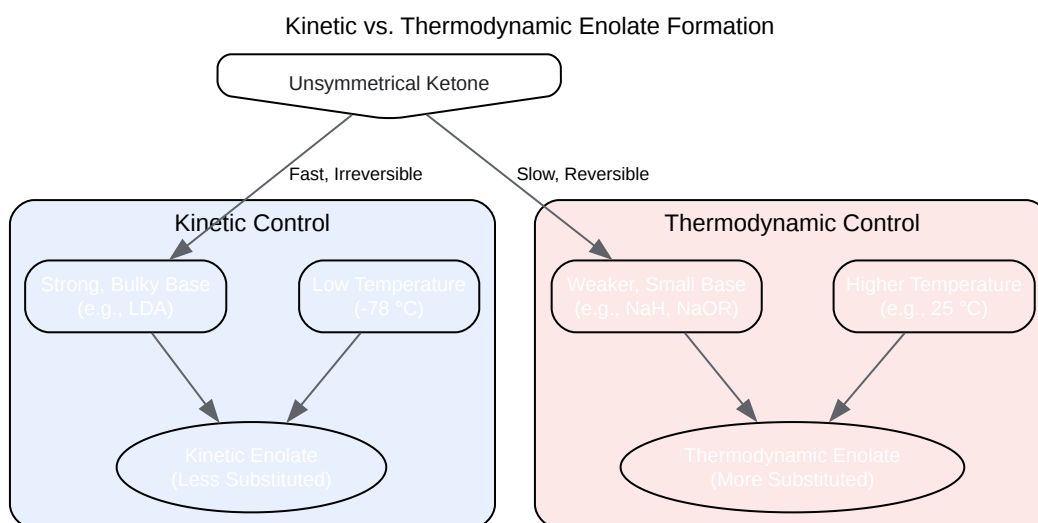 Kinetic vs. Thermodynamic Enolate Formation
Unsymmetrical Ketone
Fast, Irreversible
Slow, Reversible
Kinetic Control
Thermodynamic Control
Strong, Bulky Base
(e.g., LDA)
Low Temperature
(-78 °C)
Weaker, Small Base
(e.g., NaH, NaOR)
Higher Temperature
(e.g., 25 °C)
Kinetic Enolate
(Less Substituted)
Thermodynamic Enolate
(More Substituted)